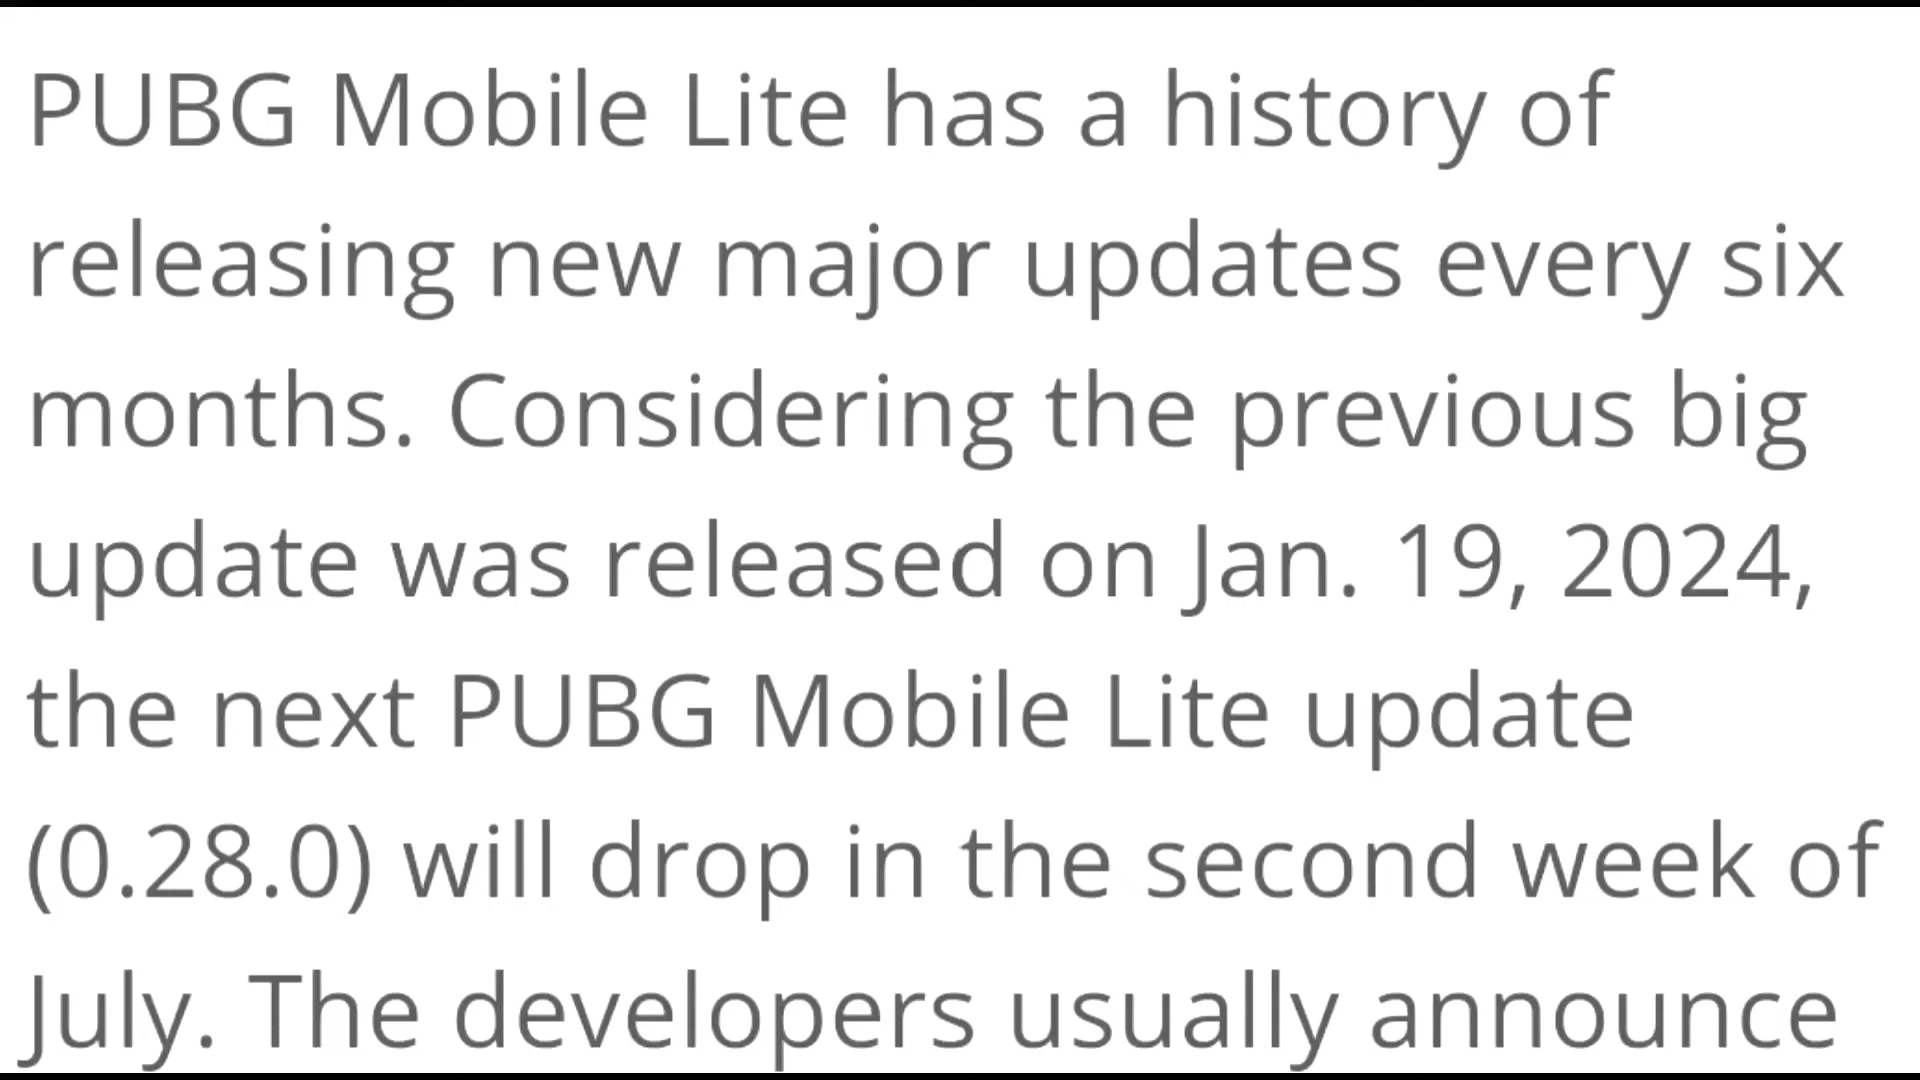 PUBG Mobile Lite has a history of
releasing new major updates every six
months. Considering the previous big
update was released on Jan. 19, 2024,
the next PUBG Mobile Lite update
(0.28.0) will drop in the second week of
July. The developers usually announce